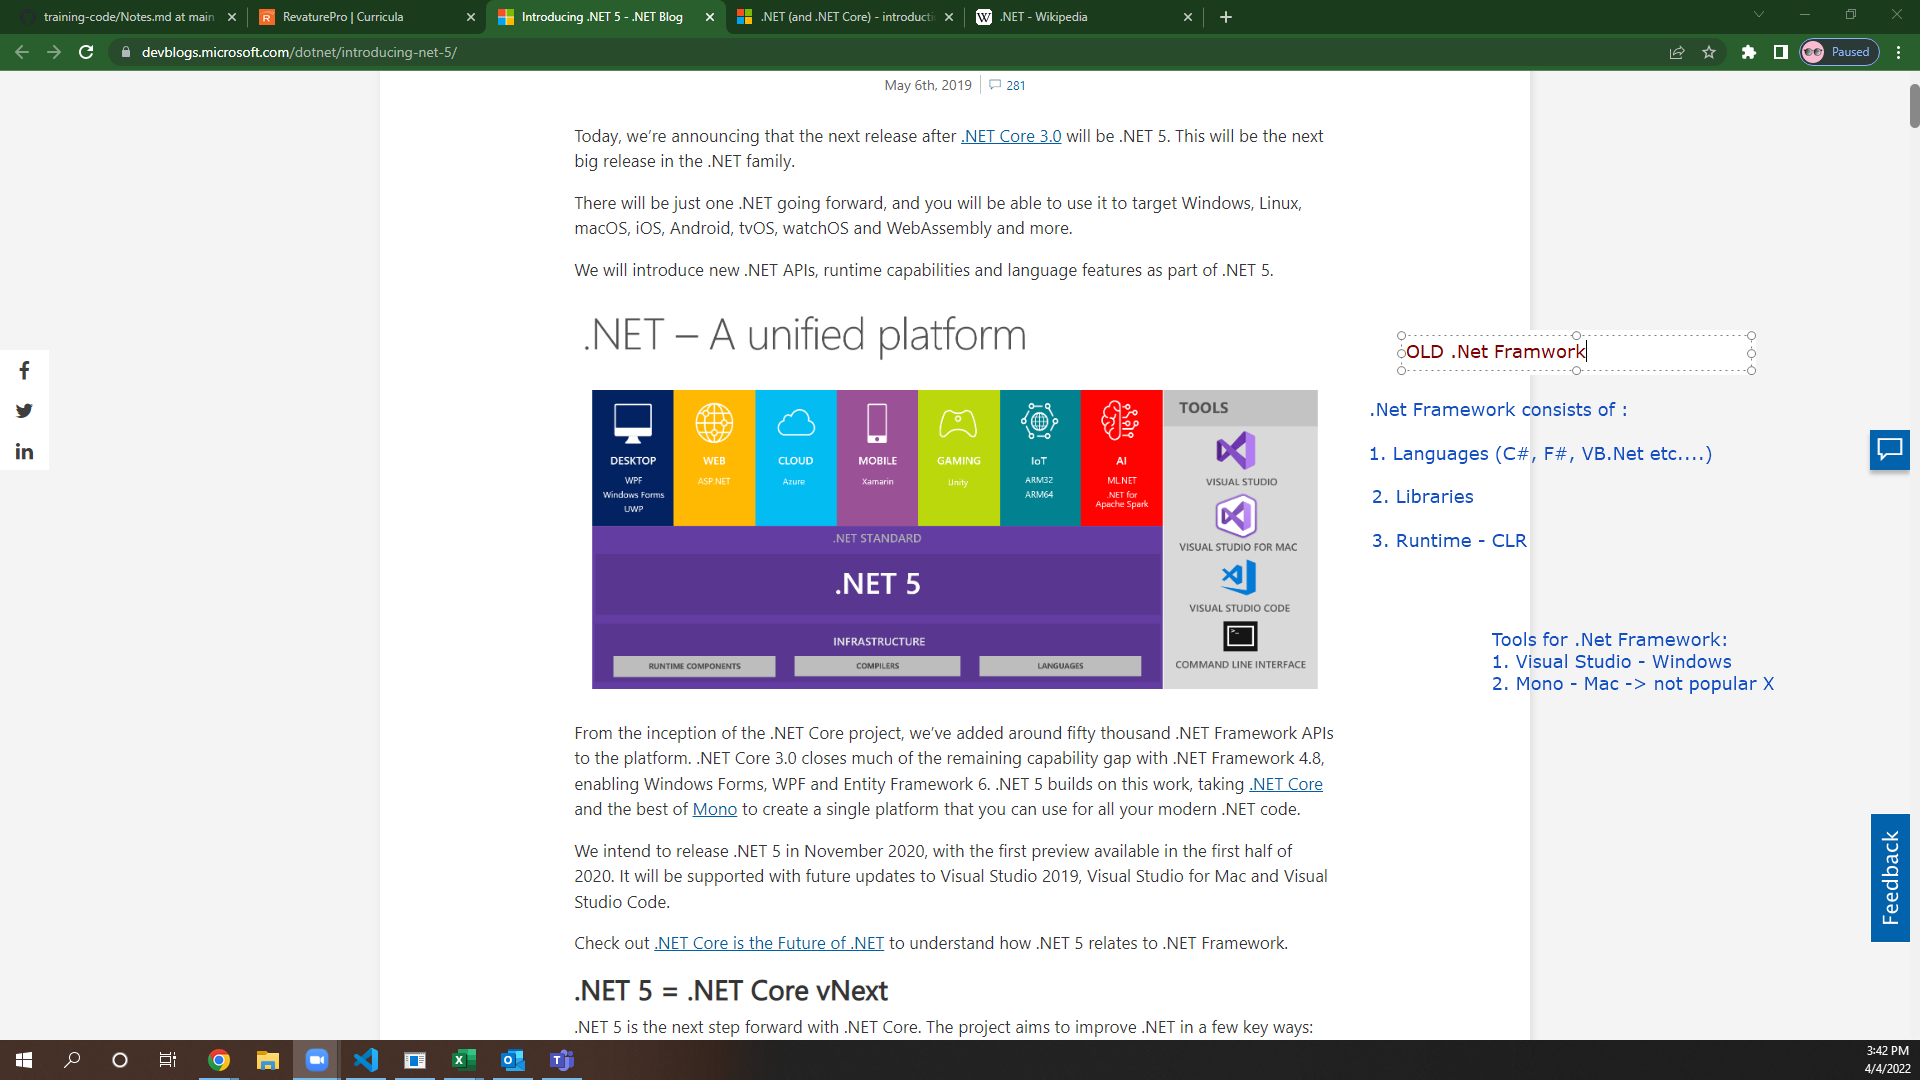 training-code/Notes.md at main
RevaturePro | Curricula
Introducing .NET 5 - .NET Blog
.NET (and .NET Core) - introducti
.NET - Wikipedia
devblogs.microsoft.com/dotnet/introducing-net-5/
Paused
May 6th, 2019
281
Today, we’re announcing that the next release after .NET Core 3.0 will be .NET 5. This will be the next
big release in the .NET family.
There will be just one .NET going forward, and you will be able to use it to target Windows, Linux,
macOS, iOS, Android, tvOS, watchOS and WebAssembly and more.
We will introduce new .NET APIs, runtime capabilities and language features as part of .NET 5.
.NET – A unified platform
DESKTOP
WPF
Windows Forms
UWP
WEB
ASP.NET
CLOUD
Azure
MOBILE
Xamarin
GAMING
Unity
IoT
ARM32
ARM64
AI
ML.NET
.NET for
Apache Spark
.NET STANDARD
.NET 5
INFRASTRUCTURE
RUNTIME COMPONENTS
COMPILERS
LANGUAGES
TOOLS
VISUAL STUDIO
VISUAL STUDIO FOR MAC
VISUAL STUDIO CODE
COMMAND LINE INTERFACE
OLD .Net Framwork
.Net Framework consists of :
1. Languages (C#, F#, VB.Net etc....)
2. Libraries
3. Runtime - CLR
Tools for .Net Framework:
1. Visual Studio - Windows
2. Mono - Mac -> not popular X
From the inception of the .NET Core project, we’ve added around fifty thousand .NET Framework APIs
to the platform. .NET Core 3.0 closes much of the remaining capability gap with .NET Framework 4.8,
enabling Windows Forms, WPF and Entity Framework 6. .NET 5 builds on this work, taking .NET Core
and the best of Mono to create a single platform that you can use for all your modern .NET code.
We intend to release .NET 5 in November 2020, with the first preview available in the first half of
2020. It will be supported with future updates to Visual Studio 2019, Visual Studio for Mac and Visual
Studio Code.
Check out .NET Core is the Future of .NET to understand how .NET 5 relates to .NET Framework.
.NET 5 = .NET Core vNext
.NET 5 is the next step forward with .NET Core. The project aims to improve .NET in a few key ways:
Feedback
3:42 PM
4/4/2022